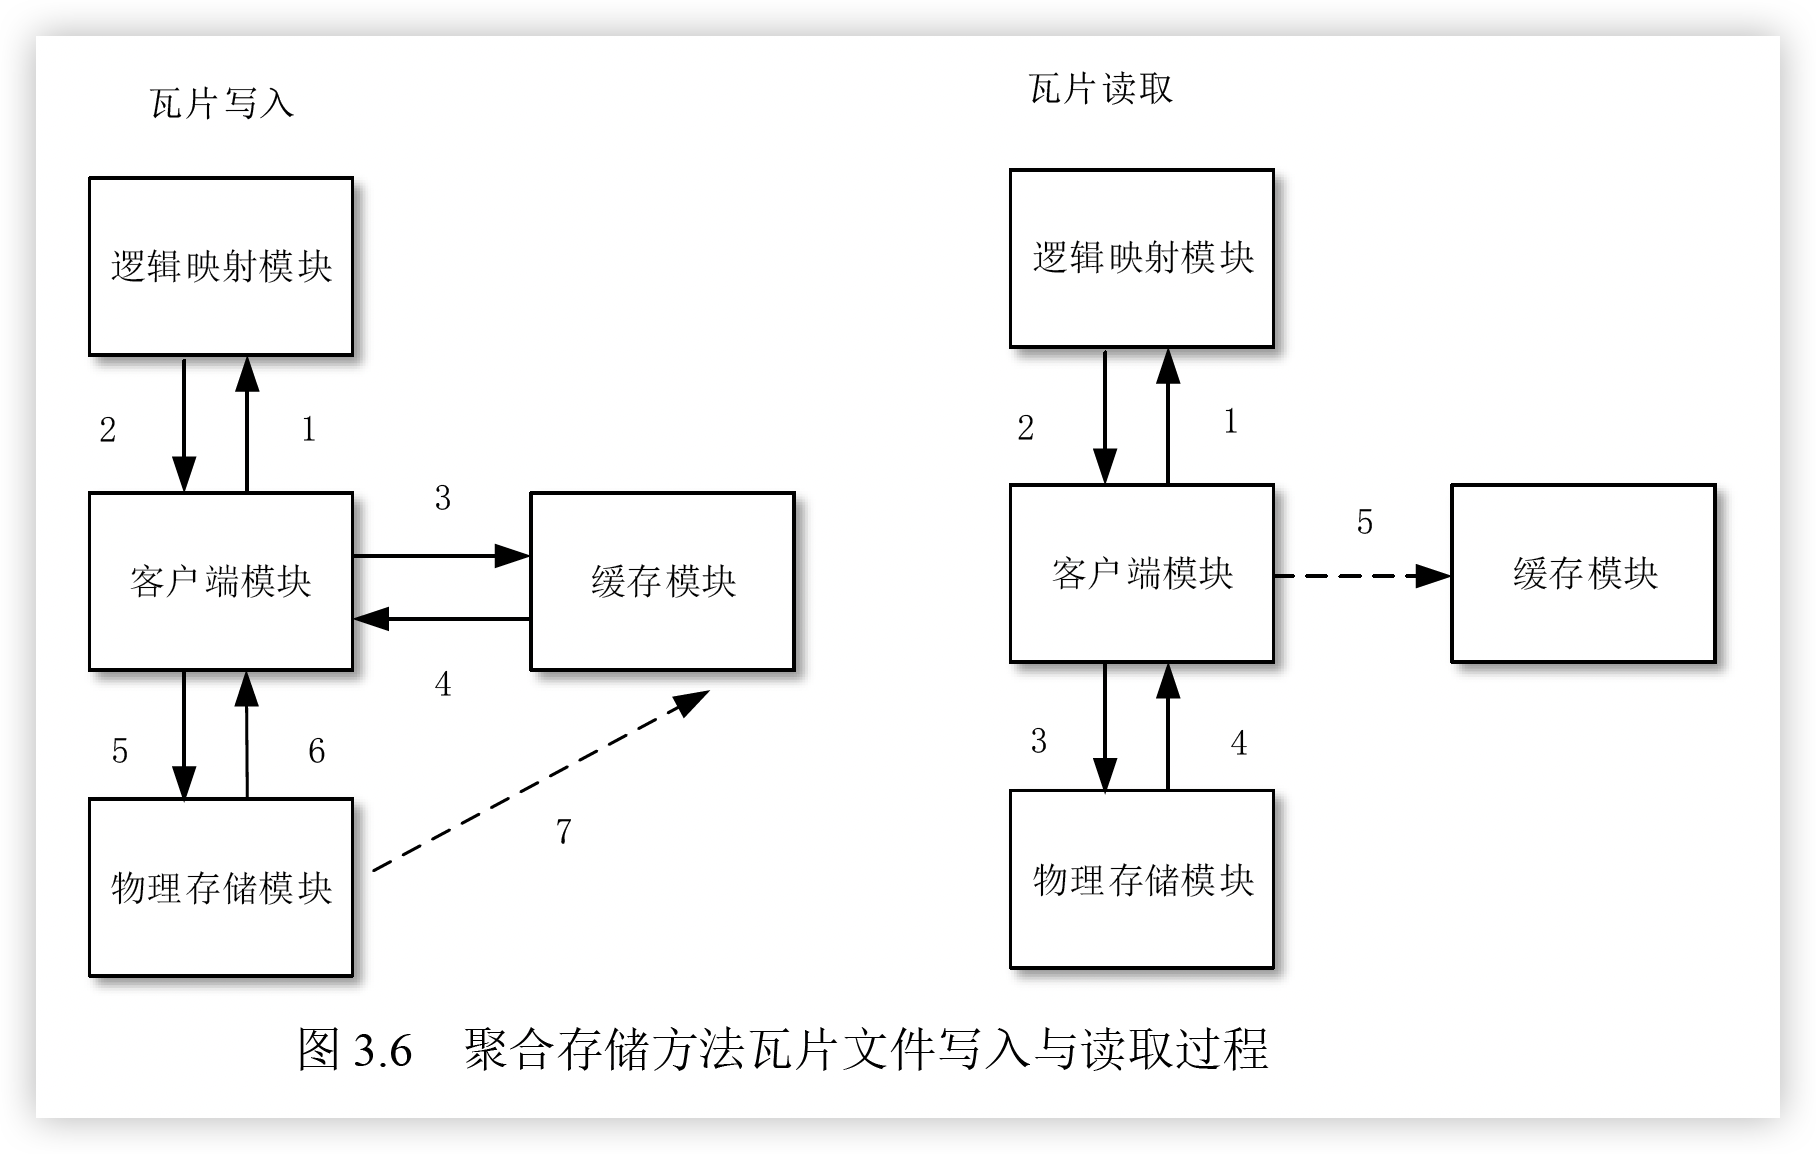 瓦片写入
逻辑映射模块
2
1
3
客户端模块
缓存模块
4
5
6
7
物理存储模块
瓦片读取
逻辑映射模块
2
1
5
客户端模块
缓存模块
3
4
物理存储模块
图 3.6 聚合存储方法瓦片文件写入与读取过程